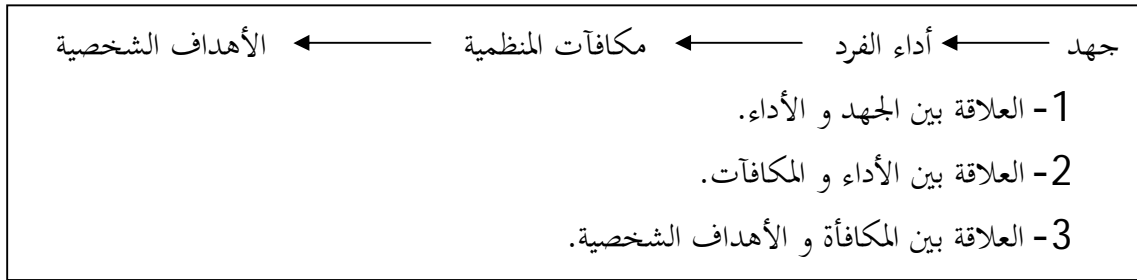 جهد ← أداء الفرد ← مكافآت المنظمية ← الأهداف الشخصية
1- العلاقة بين الجهد و الأداء.
2- العلاقة بين الأداء و المكافآت.
3- العلاقة بين المكافأة و الأهداف الشخصية.